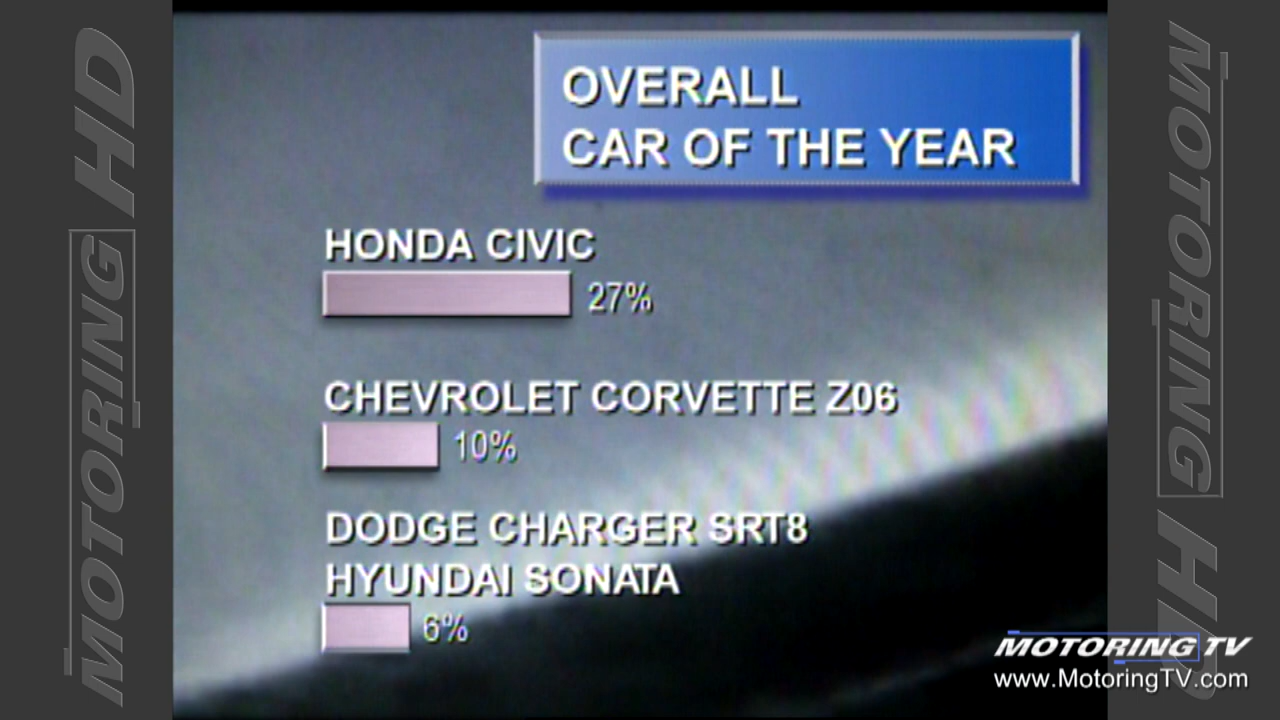 OVERALL
CAR OF THE YEAR
HONDA CIVIC
27%
CHEVROLET CORVETTE Z06
10%
DODGE CHARGER SRT8
HYUNDAI SONATA
6%
MOTORING HD
MOTORING HD
MOTORING TV
www.MotoringTV.com